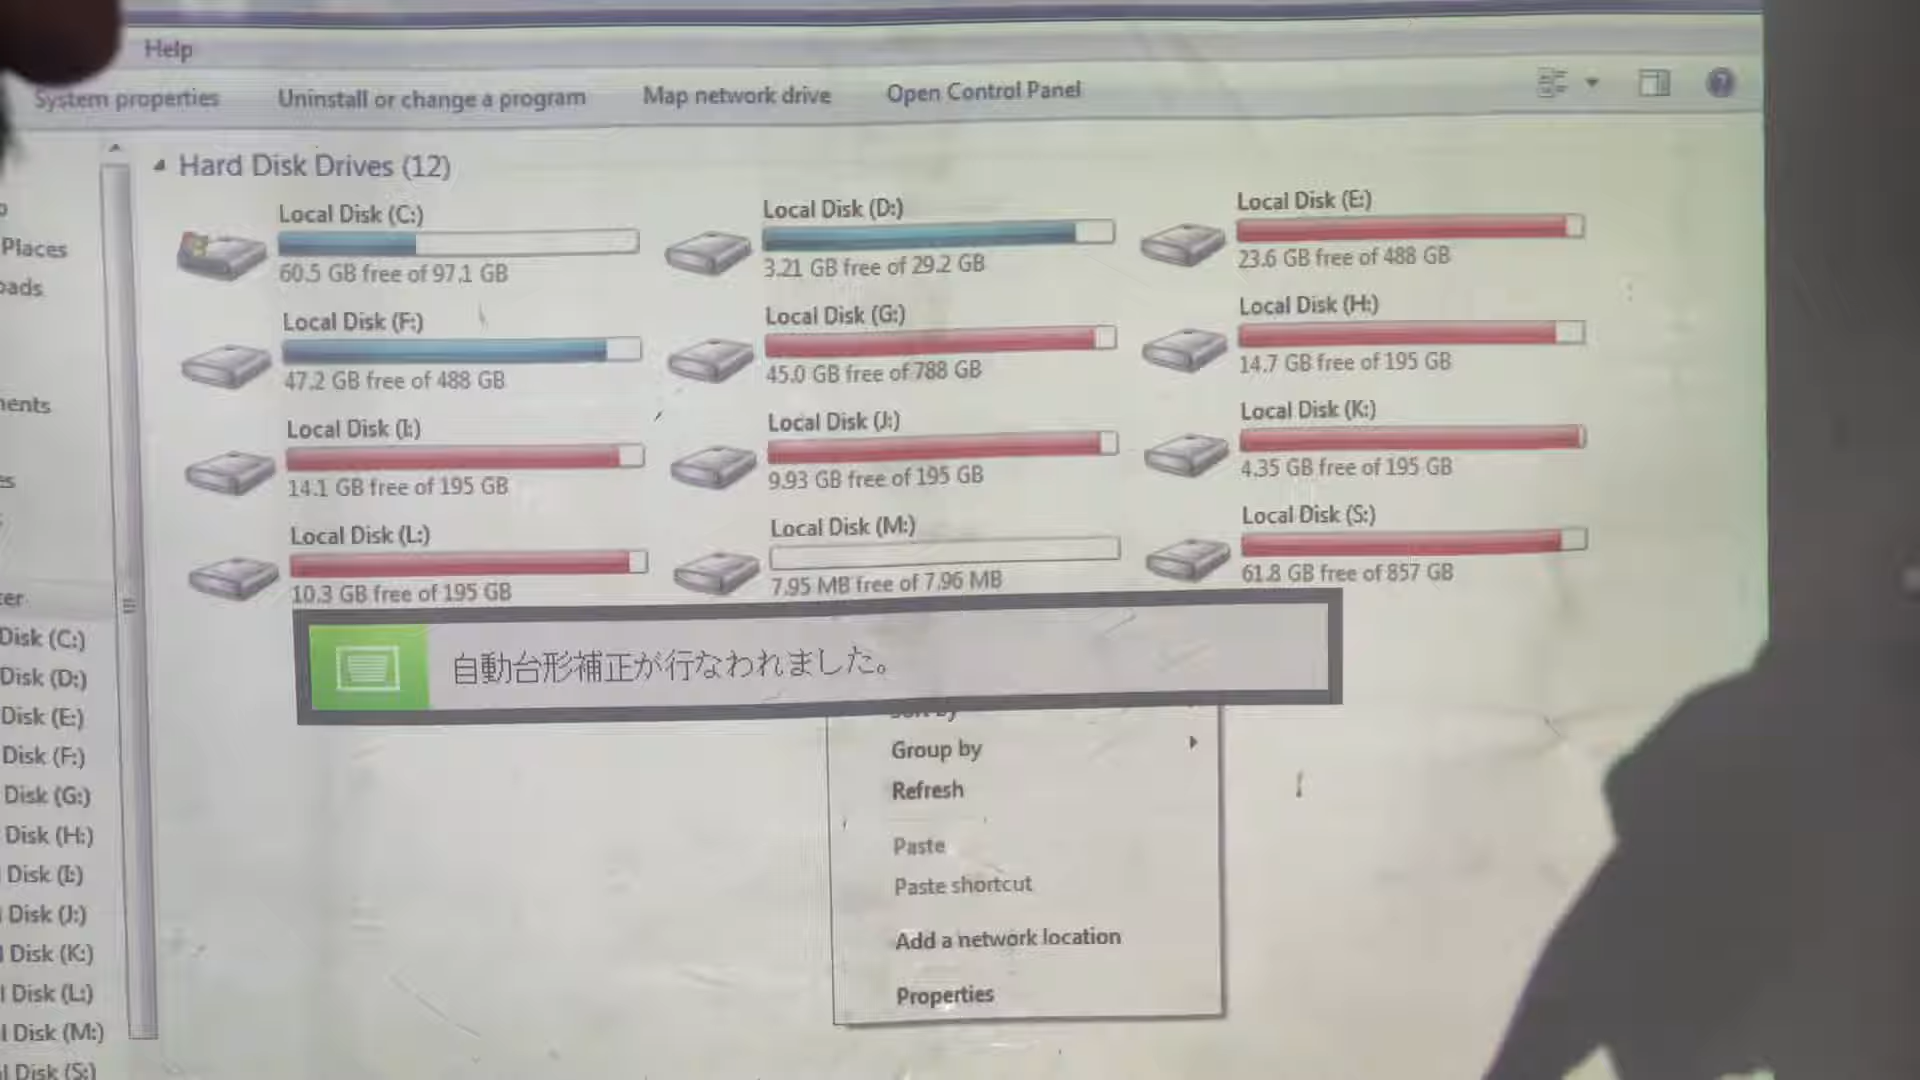 Help
System properties Uninstall or change a program Map network drive Open Control Panel
Hard Disk Drives (12)
Local Disk (C:) Local Disk (D:) Local Disk (E:)
60.5 GB free of 97.1 GB 3.21 GB free of 29.2 GB 23.6 GB free of 488 GB
Local Disk (F:) Local Disk (G:) Local Disk (H:)
47.2 GB free of 488 GB 45.0 GB free of 788 GB 14.7 GB free of 195 GB
Local Disk (I:) Local Disk (J:) Local Disk (K:)
14.1 GB free of 195 GB 9.93 GB free of 195 GB 4.35 GB free of 195 GB
Local Disk (L:) Local Disk (M:) Local Disk (S:)
10.3 GB free of 195 GB 7.95 MB free of 7.96 MB 61.8 GB free of 857 GB
自動台形補正が行なわれました。
Group by
Refresh
Paste
Paste shortcut
Add a network location
Properties
Places
Disk (C:)
Disk (D:)
Disk (E:)
Disk (F:)
Disk (G:)
Disk (H:)
Disk (I:)
Disk (J:)
Disk (K:)
Disk (L:)
Disk (M:)
Disk (S:)